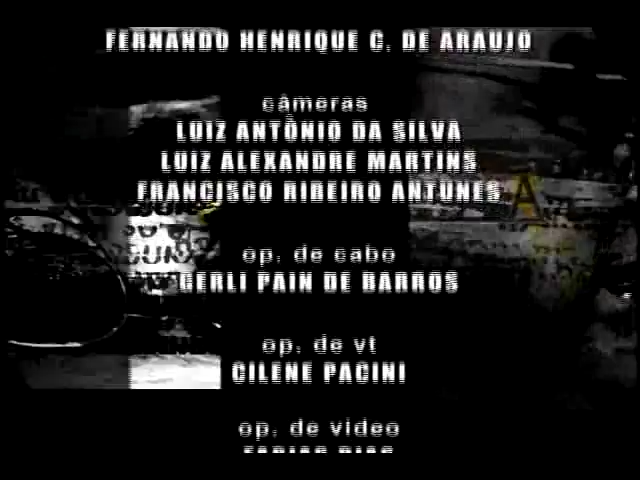 FERNANDO HENRIQUE C. DE ARAUJO
câmeras
LUIZ ANTÔNIO DA SILVA
LUIZ ALEXANDRE MARTINS
FRANCISCO RIBEIRO ANTUNES
op. de cabo
GERLI PAIN DE BARROS
op. de vt
CILENE PACINI
op. de video